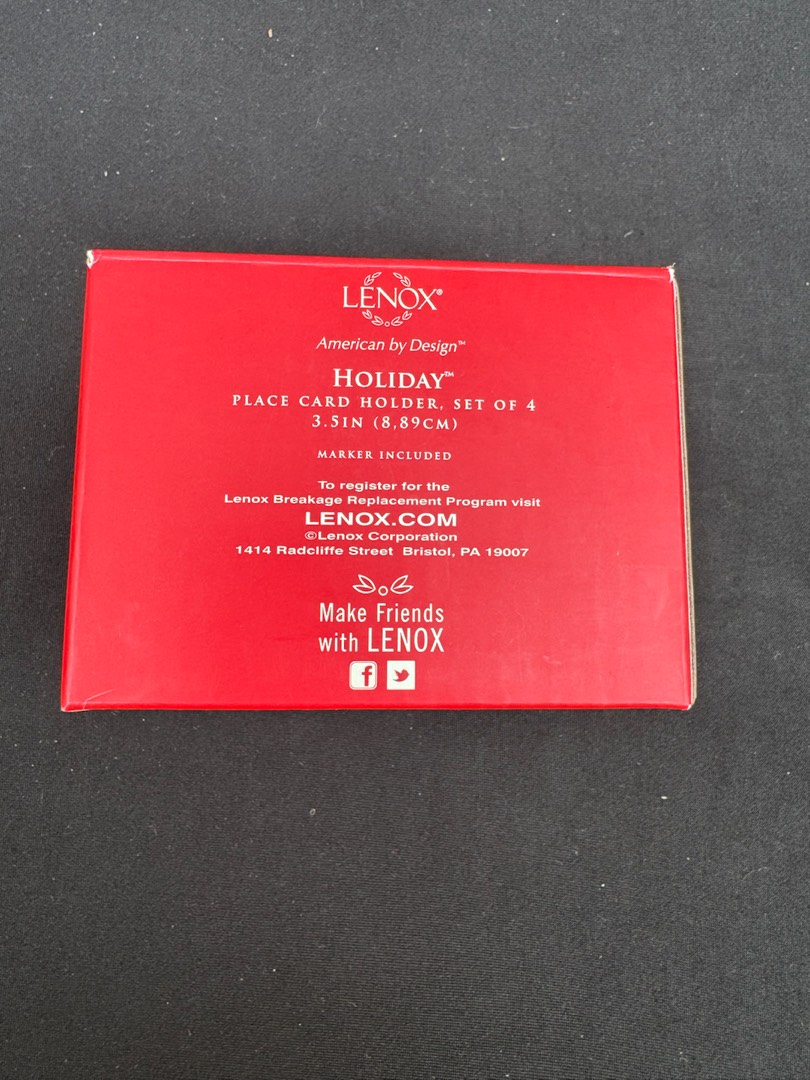 LENOX®
American by Design™
HOLIDAY™
PLACE CARD HOLDER, SET OF 4
3.5IN (8,89CM)
MARKER INCLUDED
To register for the
Lenox Breakage Replacement Program visit
LENOX.COM
©Lenox Corporation
1414 Radcliffe Street Bristol, PA 19007
Make Friends
with LENOX
f